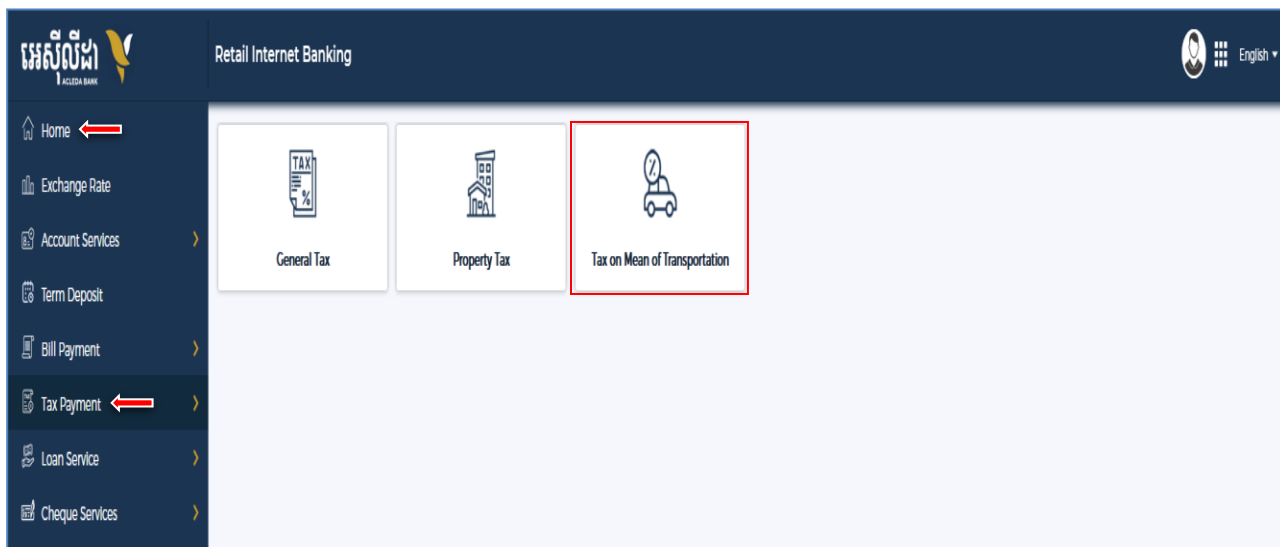 អេស៊ីលីដា
ACLEDA BANK
Retail Internet Banking
English
Home
Exchange Rate
Account Services
Term Deposit
Bill Payment
Tax Payment
Loan Service
Cheque Services
TAX
%
General Tax
Property Tax
%
Tax on Mean of Transportation